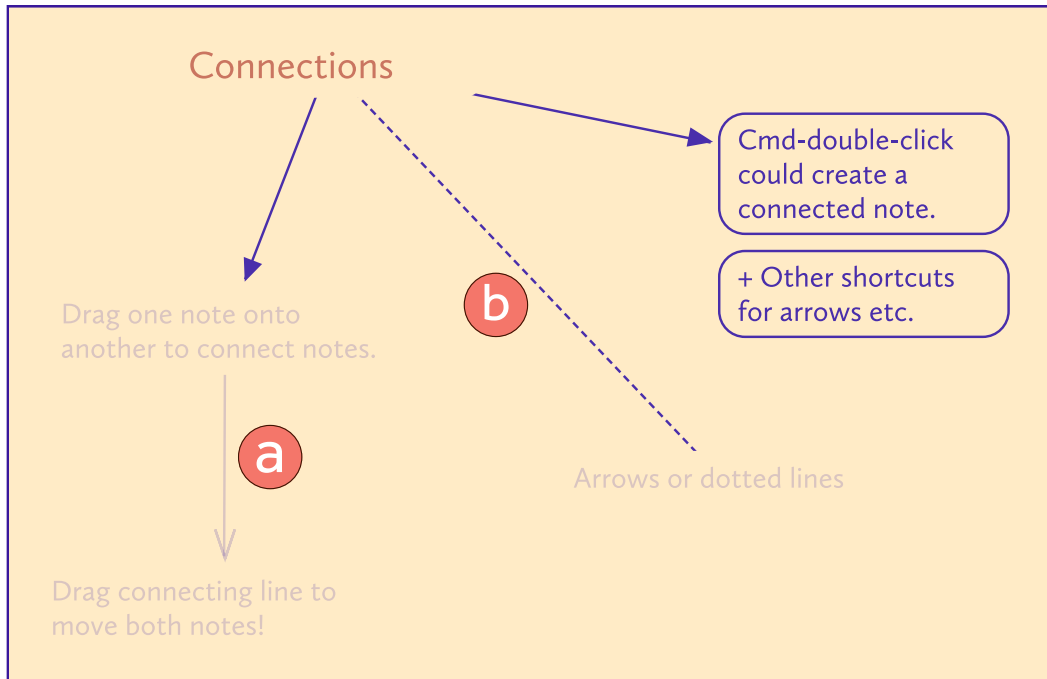 Connections
Cmd-double-click
could create a
connected note.
+ Other shortcuts
for arrows etc.
b
Drag one note onto
another to connect notes.
a
Arrows or dotted lines
Drag connecting line to
move both notes!